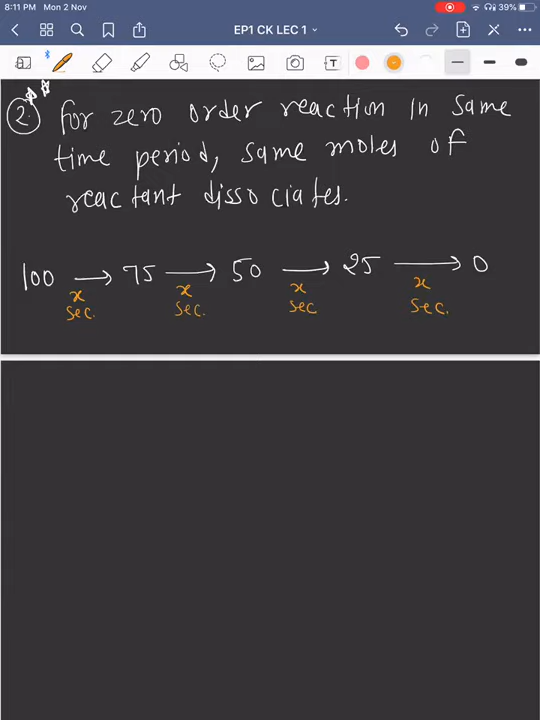 8:11 PM Mon 2 Nov
39%
EP1 CK LEC 1
T
2. For zero order reaction in same
time period, same moles of
reactant dissociates.
100 → 75 → 50 → 25 → 0
x x x x
sec. sec. sec sec.